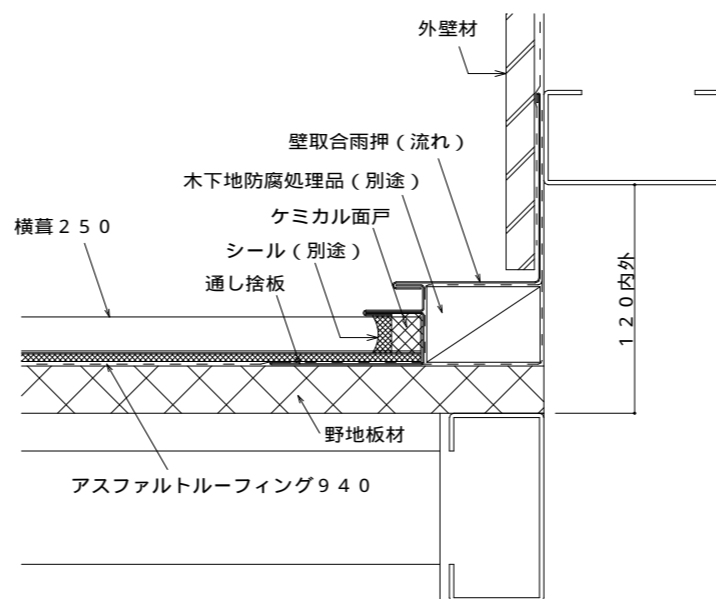 外壁材
壁取合雨押(流れ)
木下地防腐処理品(別途)
ケミカル面戸
横葺250
シール(別途)
通し捨板
120内外
野地板材
アスファルトルーフィング940